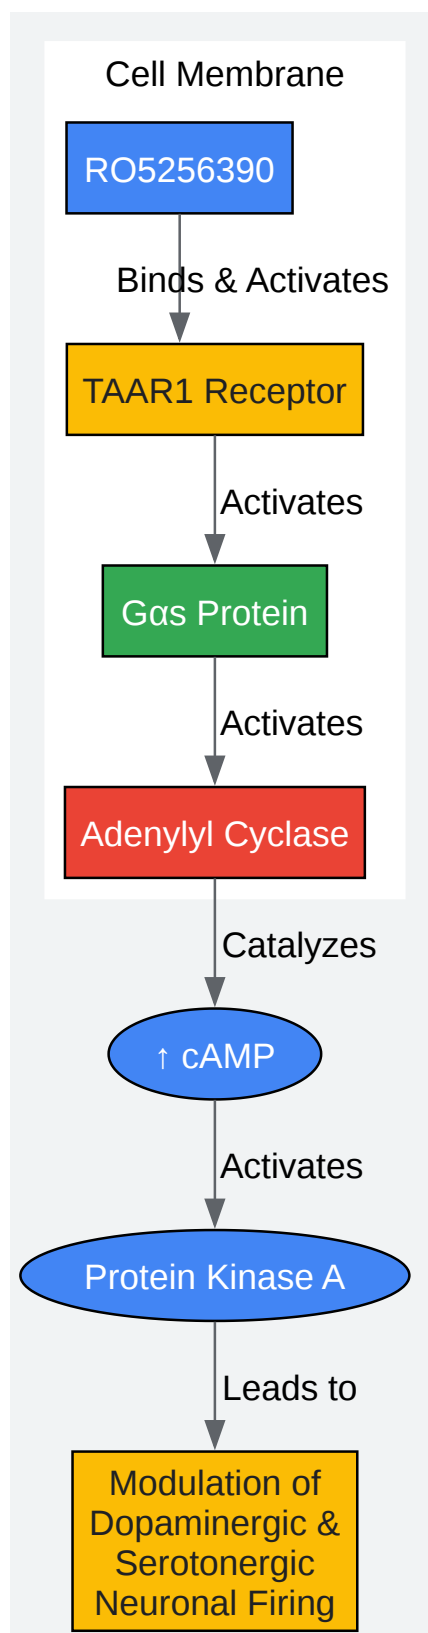 Cell Membrane
RO5256390
Binds & Activates
TAAR1 Receptor
Activates
Gαs Protein
Activates
Adenylyl Cyclase
Catalyzes
↑ cAMP
Activates
Protein Kinase A
Leads to
Modulation of
Dopaminergic &
Serotonergic
Neuronal Firing